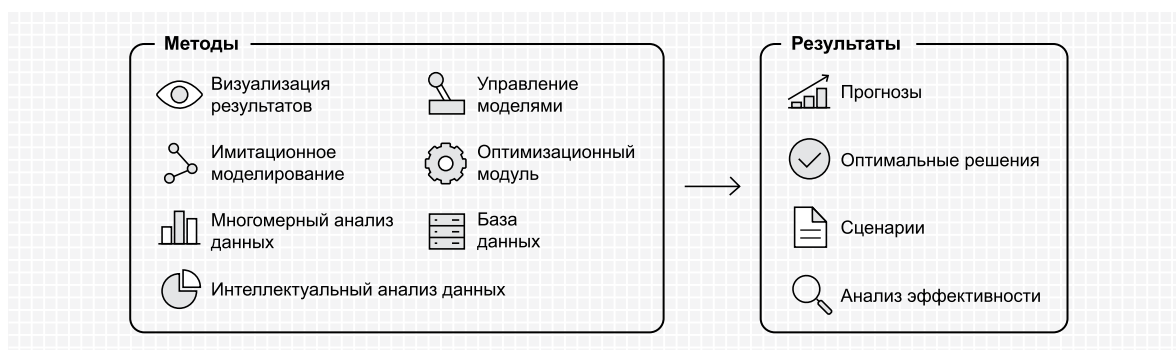 Методы
Визуализация
результатов
Управление
моделями
Имитационное
моделирование
Оптимизационный
модуль
Многомерный анализ
данных
База
данных
Интеллектуальный анализ данных
Результаты
Прогнозы
Оптимальные решения
Сценарии
Анализ эффективности